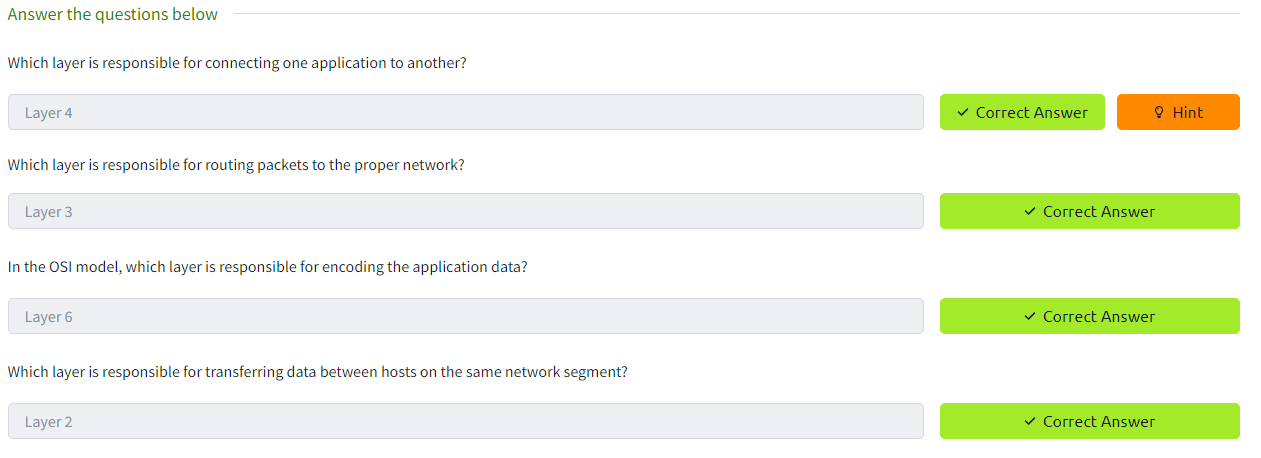 Answer the questions below
Which layer is responsible for connecting one application to another?
Layer 4
Correct Answer
Hint
Which layer is responsible for routing packets to the proper network?
Layer 3
Correct Answer
In the OSI model, which layer is responsible for encoding the application data?
Layer 6
Correct Answer
Which layer is responsible for transferring data between hosts on the same network segment?
Layer 2
Correct Answer